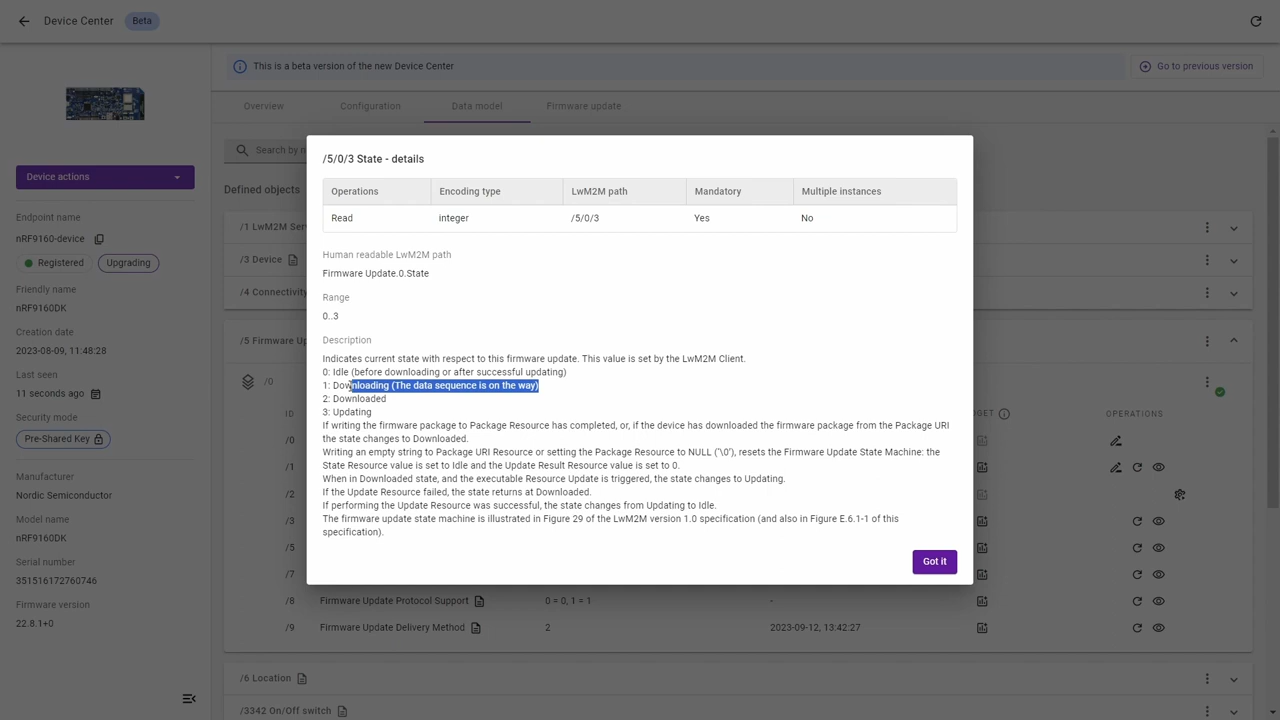 Device Center Beta
This is a beta version of the new Device Center
Go to previous version
Overview Configuration Data model Firmware update
Search by n
Device actions
Endpoint name
nRF9160-device
Registered Upgrading
Friendly name
nRF9160DK
Creation date
2023-08-09, 11:48:28
Last seen
11 seconds ago
Security mode
Pre-Shared Key
Manufacturer
Nordic Semiconductor
Model name
nRF9160DK
Serial number
351516172760746
Firmware version
22.8.1+0
Defined objects
/1 LwM2M Ser
/3 Device
/4 Connectivity
/5 Firmware Up
/0
ID
DGET
OPERATIONS
/0
/1
/2
/3
/5
/7
/8 Firmware Update Protocol Support 0 = 0, 1 = 1 -
/9 Firmware Update Delivery Method 2 2023-09-12, 13:42:27
/6 Location
/3342 On/Off switch
/5/0/3 State - details
Operations Encoding type LwM2M path Mandatory Multiple instances
Read integer /5/0/3 Yes No
Human readable LwM2M path
Firmware Update.0.State
Range
0..3
Description
Indicates current state with respect to this firmware update. This value is set by the LwM2M Client.
0: Idle (before downloading or after successful updating)
1: Downloading (The data sequence is on the way)
2: Downloaded
3: Updating
If writing the firmware package to Package Resource has completed, or, if the device has downloaded the firmware package from the Package URI
the state changes to Downloaded.
Writing an empty string to Package URI Resource or setting the Package Resource to NULL ('\0'), resets the Firmware Update State Machine: the
State Resource value is set to Idle and the Update Result Resource value is set to 0.
When in Downloaded state, and the executable Resource Update is triggered, the state changes to Updating.
If the Update Resource failed, the state returns at Downloaded.
If performing the Update Resource was successful, the state changes from Updating to Idle.
The firmware update state machine is illustrated in Figure 29 of the LwM2M version 1.0 specification (and also in Figure E.6.1-1 of this
specification).
Got it